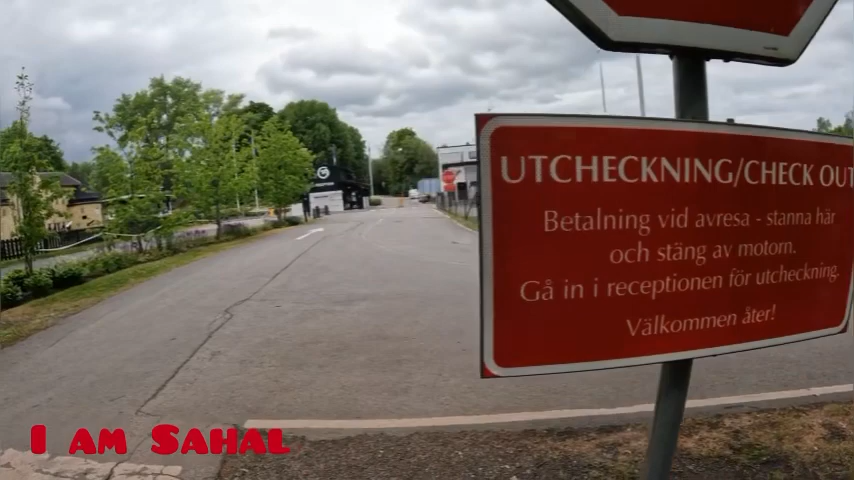 UTCHECKNING/CHECK OUT
Betalning vid avresa - stanna här
och stäng av motorn.
Gå in i receptionen för utcheckning.
Välkommen åter!
I am Sahal